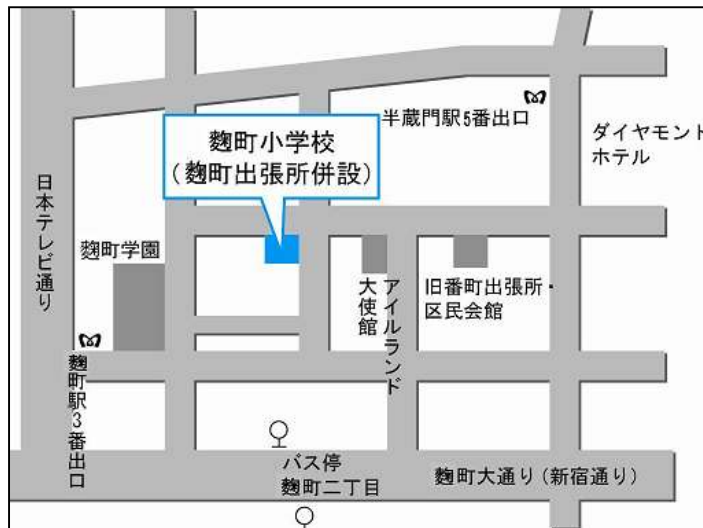 半蔵門駅5番出口
ダイヤモンド
ホテル
麹町小学校
（麹町出張所併設）
日本テレビ通り
麹町学園
大使館
アイルランド
旧番町出張所・
区民会館
麹町駅3番出口
バス停
麹町二丁目
麹町大通り（新宿通り）